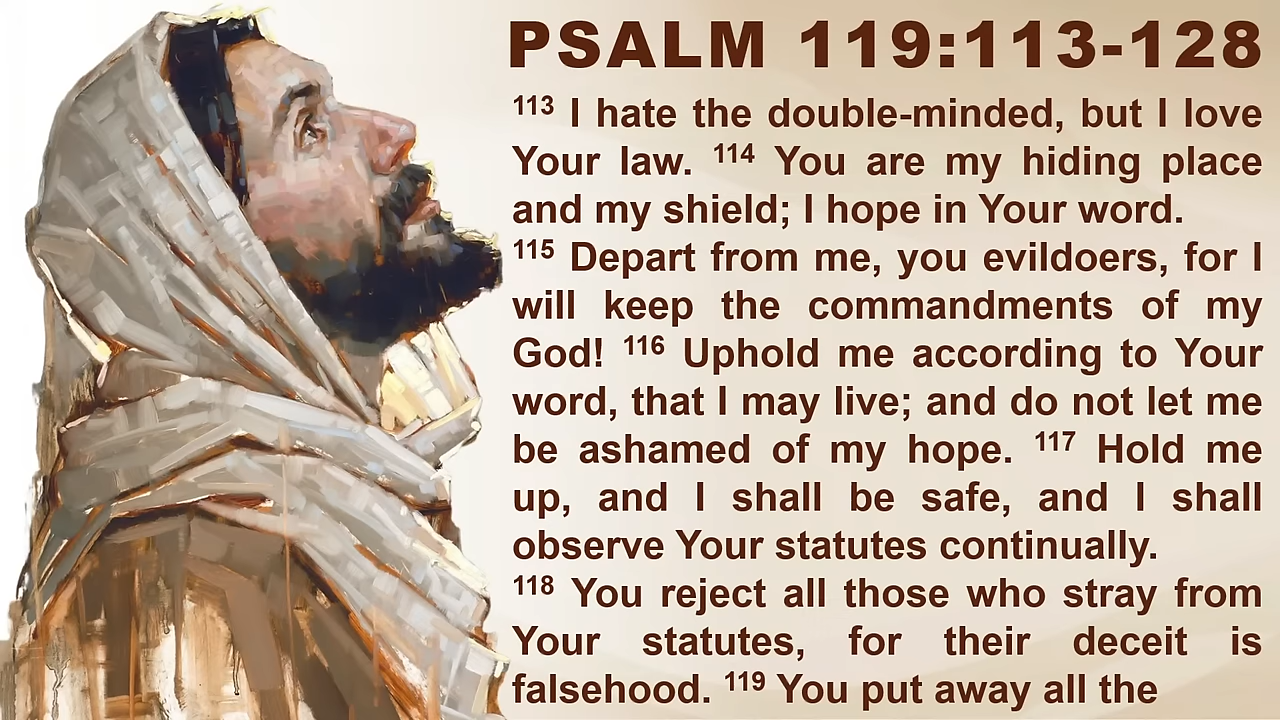 PSALM 119:113-128
113 I hate the double-minded, but I love
Your law. 114 You are my hiding place
and my shield; I hope in Your word.
115 Depart from me, you evildoers, for I
will keep the commandments of my
God! 116 Uphold me according to Your
word, that I may live; and do not let me
be ashamed of my hope. 117 Hold me
up, and I shall be safe, and I shall
observe Your statutes continually.
118 You reject all those who stray from
Your statutes, for their deceit is
falsehood. 119 You put away all the